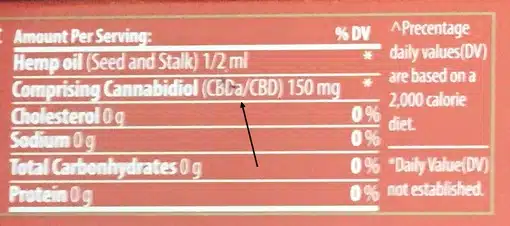 Amount Per Serving: % DV
Hemp oil (Seed and Stalk) 1/2 ml *
Comprising Cannabidiol (CBDa/CBD) 150 mg *
Cholesterol 0 g 0 %
Sodium 0 g 0 %
Total Carbonhydrates 0 g 0 %
Protein 0 g 0 %
^Precentage
daily values(DV)
are based on a
2,000 calorie
diet.
*Daily Value(DV)
not established.